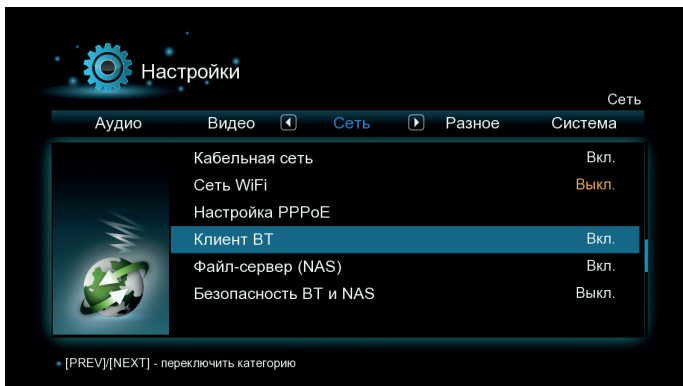 Настройки
Сеть
Аудио Видео Сеть Разное Система
Кабельная сеть Вкл.
Сеть WiFi Выкл.
Настройка PPPoE
Клиент BT Вкл.
Файл-сервер (NAS) Вкл.
Безопасность BT и NAS Выкл.
[PREV]/[NEXT] - переключить категорию